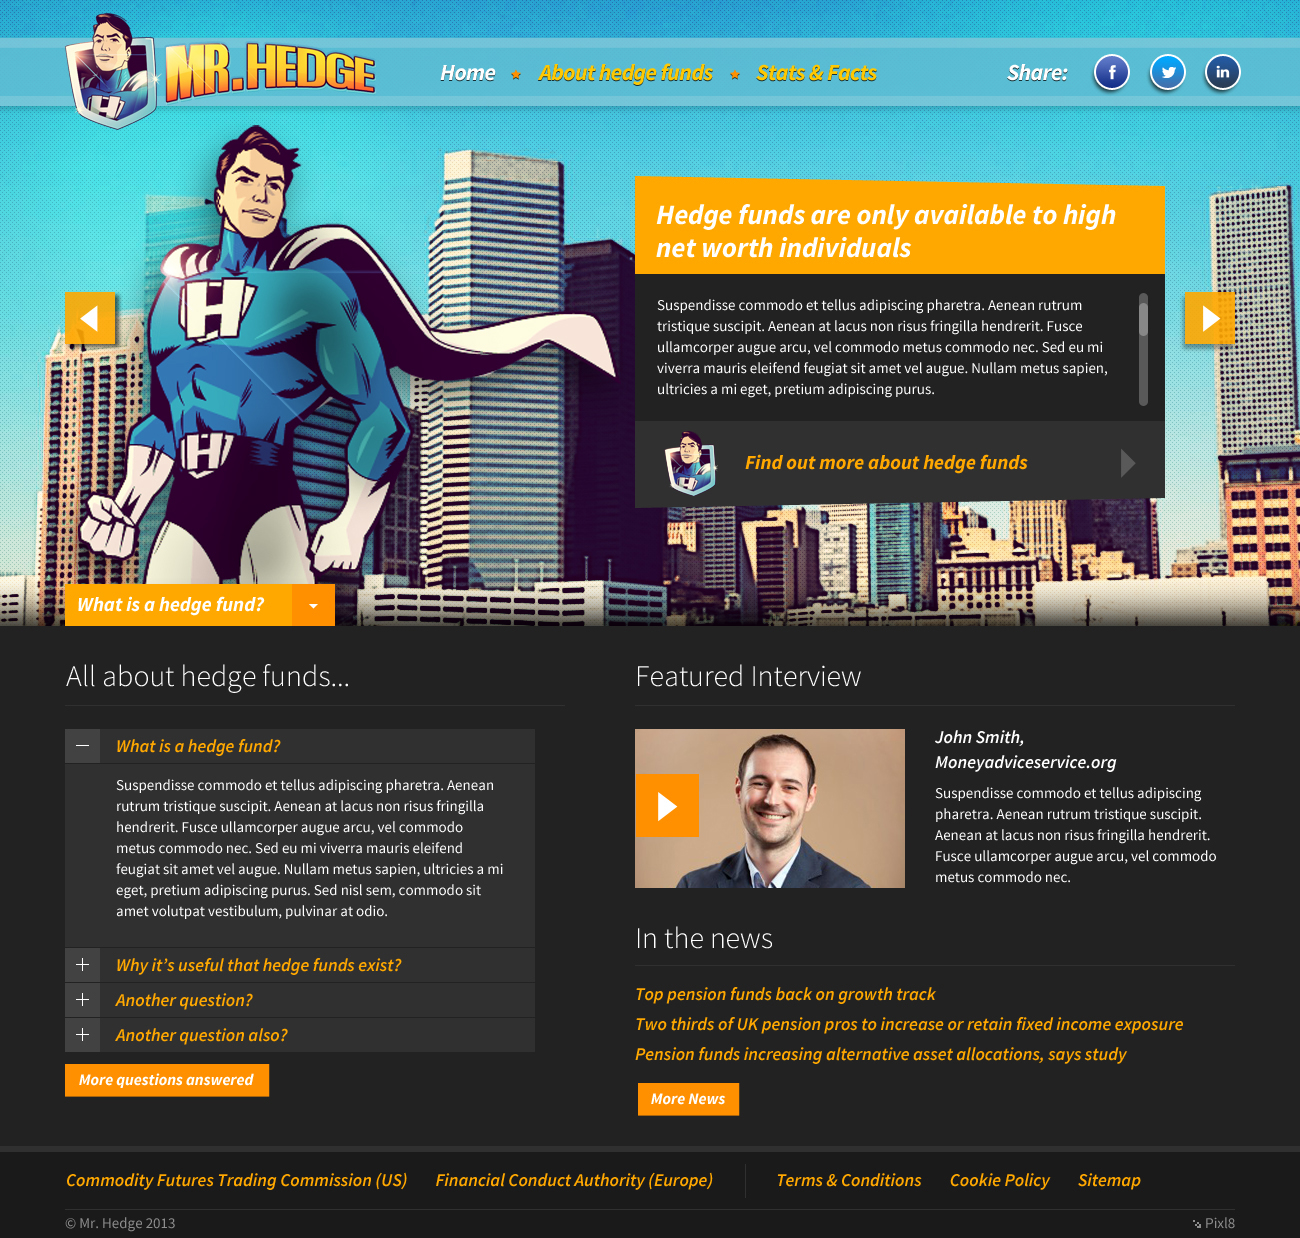 MR. HEDGE
Home
About hedge funds
Stats & Facts
Share:
f
in
H
H
H
Hedge funds are only available to high
net worth individuals
Suspendisse commodo et tellus adipiscing pharetra. Aenean rutrum
tristique suscipit. Aenean at lacus non risus fringilla hendrerit. Fusce
ullamcorper augue arcu, vel commodo metus commodo nec. Sed eu mi
viverra mauris eleifend feugiat sit amet vel augue. Nullam metus sapien,
ultricies a mi eget, pretium adipiscing purus.
Find out more about hedge funds
What is a hedge fund?
All about hedge funds...
What is a hedge fund?
Suspendisse commodo et tellus adipiscing pharetra. Aenean
rutrum tristique suscipit. Aenean at lacus non risus fringilla
hendrerit. Fusce ullamcorper augue arcu, vel commodo
metus commodo nec. Sed eu mi viverra mauris eleifend
feugiat sit amet vel augue. Nullam metus sapien, ultricies a mi
eget, pretium adipiscing purus. Sed nisl sem, commodo sit
amet volutpat vestibulum, pulvinar at odio.
Why it's useful that hedge funds exist?
Another question?
Another question also?
More questions answered
Featured Interview
John Smith,
Moneyadviceservice.org
Suspendisse commodo et tellus adipiscing
pharetra. Aenean rutrum tristique suscipit.
Aenean at lacus non risus fringilla hendrerit.
Fusce ullamcorper augue arcu, vel commodo
metus commodo nec.
In the news
Top pension funds back on growth track
Two thirds of UK pension pros to increase or retain fixed income exposure
Pension funds increasing alternative asset allocations, says study
More News
Commodity Futures Trading Commission (US)
Financial Conduct Authority (Europe)
Terms & Conditions
Cookie Policy
Sitemap
© Mr. Hedge 2013
Pixl8